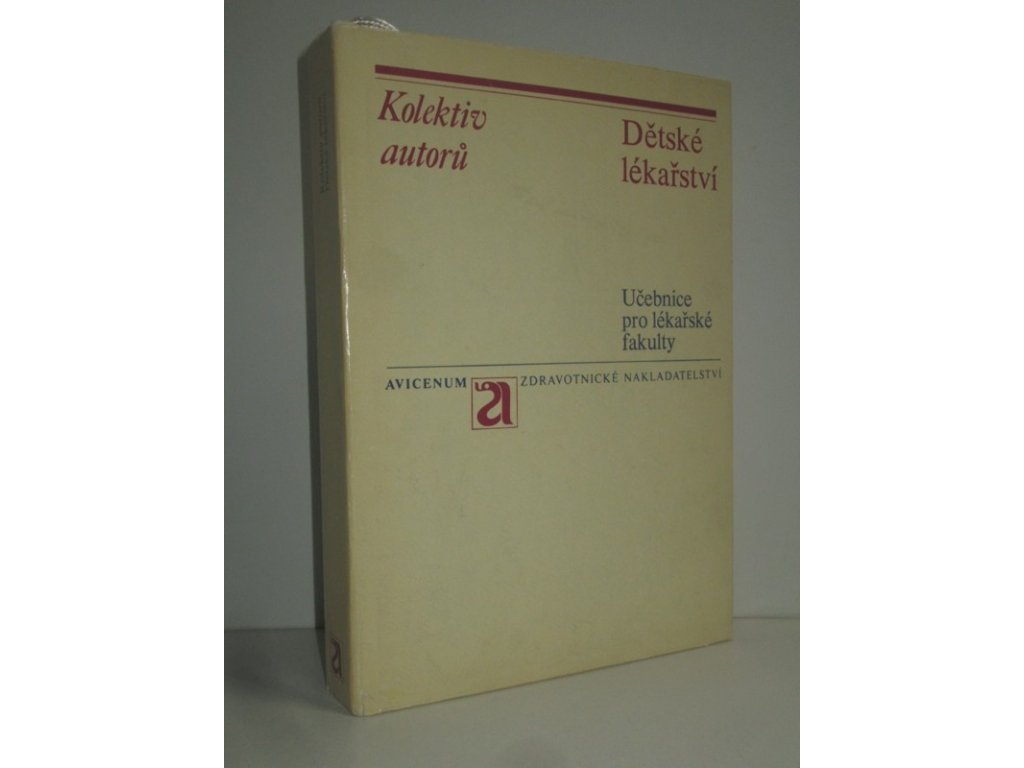 Kolektiv
autorů
Dětské
lékařství
Učebnice
pro lékařské
fakulty
AVICENUM
ZDRAVOTNICKÉ NAKLADATELSTVÍ